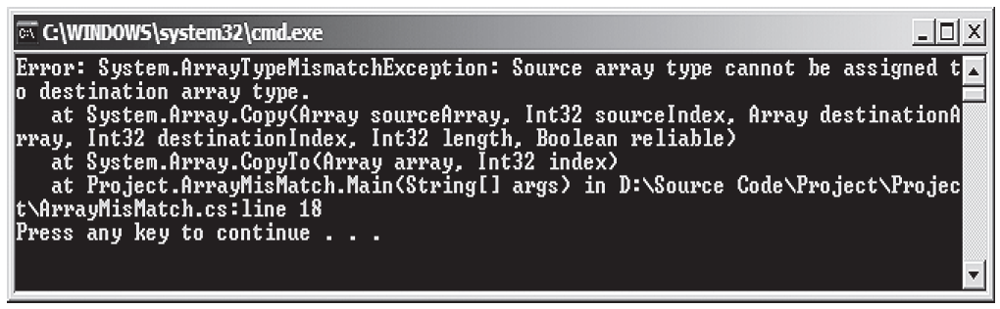 C:\WINDOWS\system32\cmd.exe
Error: System.ArrayTypeMismatchException: Source array type cannot be assigned t
o destination array type.
   at System.Array.Copy(Array sourceArray, Int32 sourceIndex, Array destinationA
rray, Int32 destinationIndex, Int32 length, Boolean reliable)
   at System.Array.CopyTo(Array array, Int32 index)
   at Project.ArrayMisMatch.Main(String[] args) in D:\Source Code\Project\Projec
t\ArrayMisMatch.cs:line 18
Press any key to continue . . .